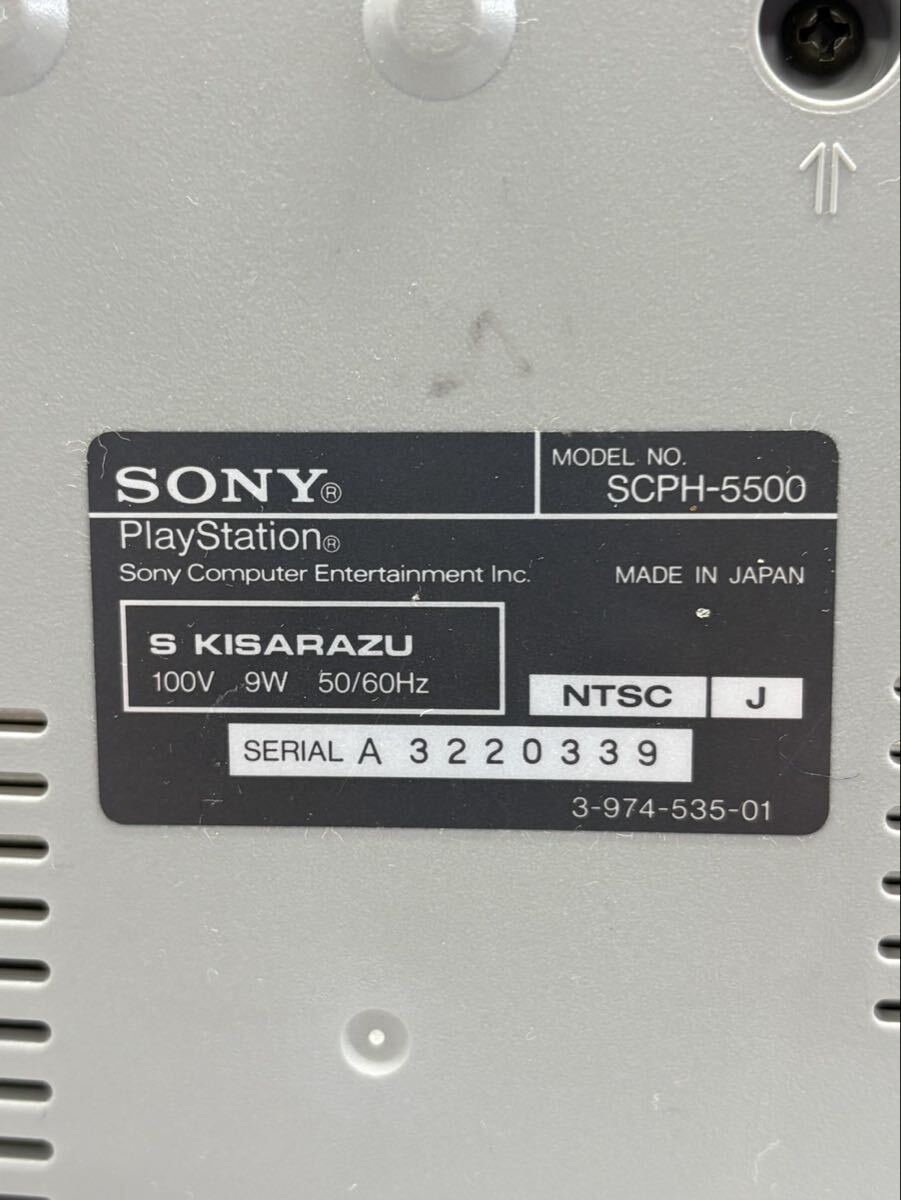 SONY®
MODEL NO.
SCPH-5500
PlayStation®
Sony Computer Entertainment Inc.
MADE IN JAPAN
S KISARAZU
100V 9W 50/60Hz
NTSC J
SERIAL A 3220339
3-974-535-01